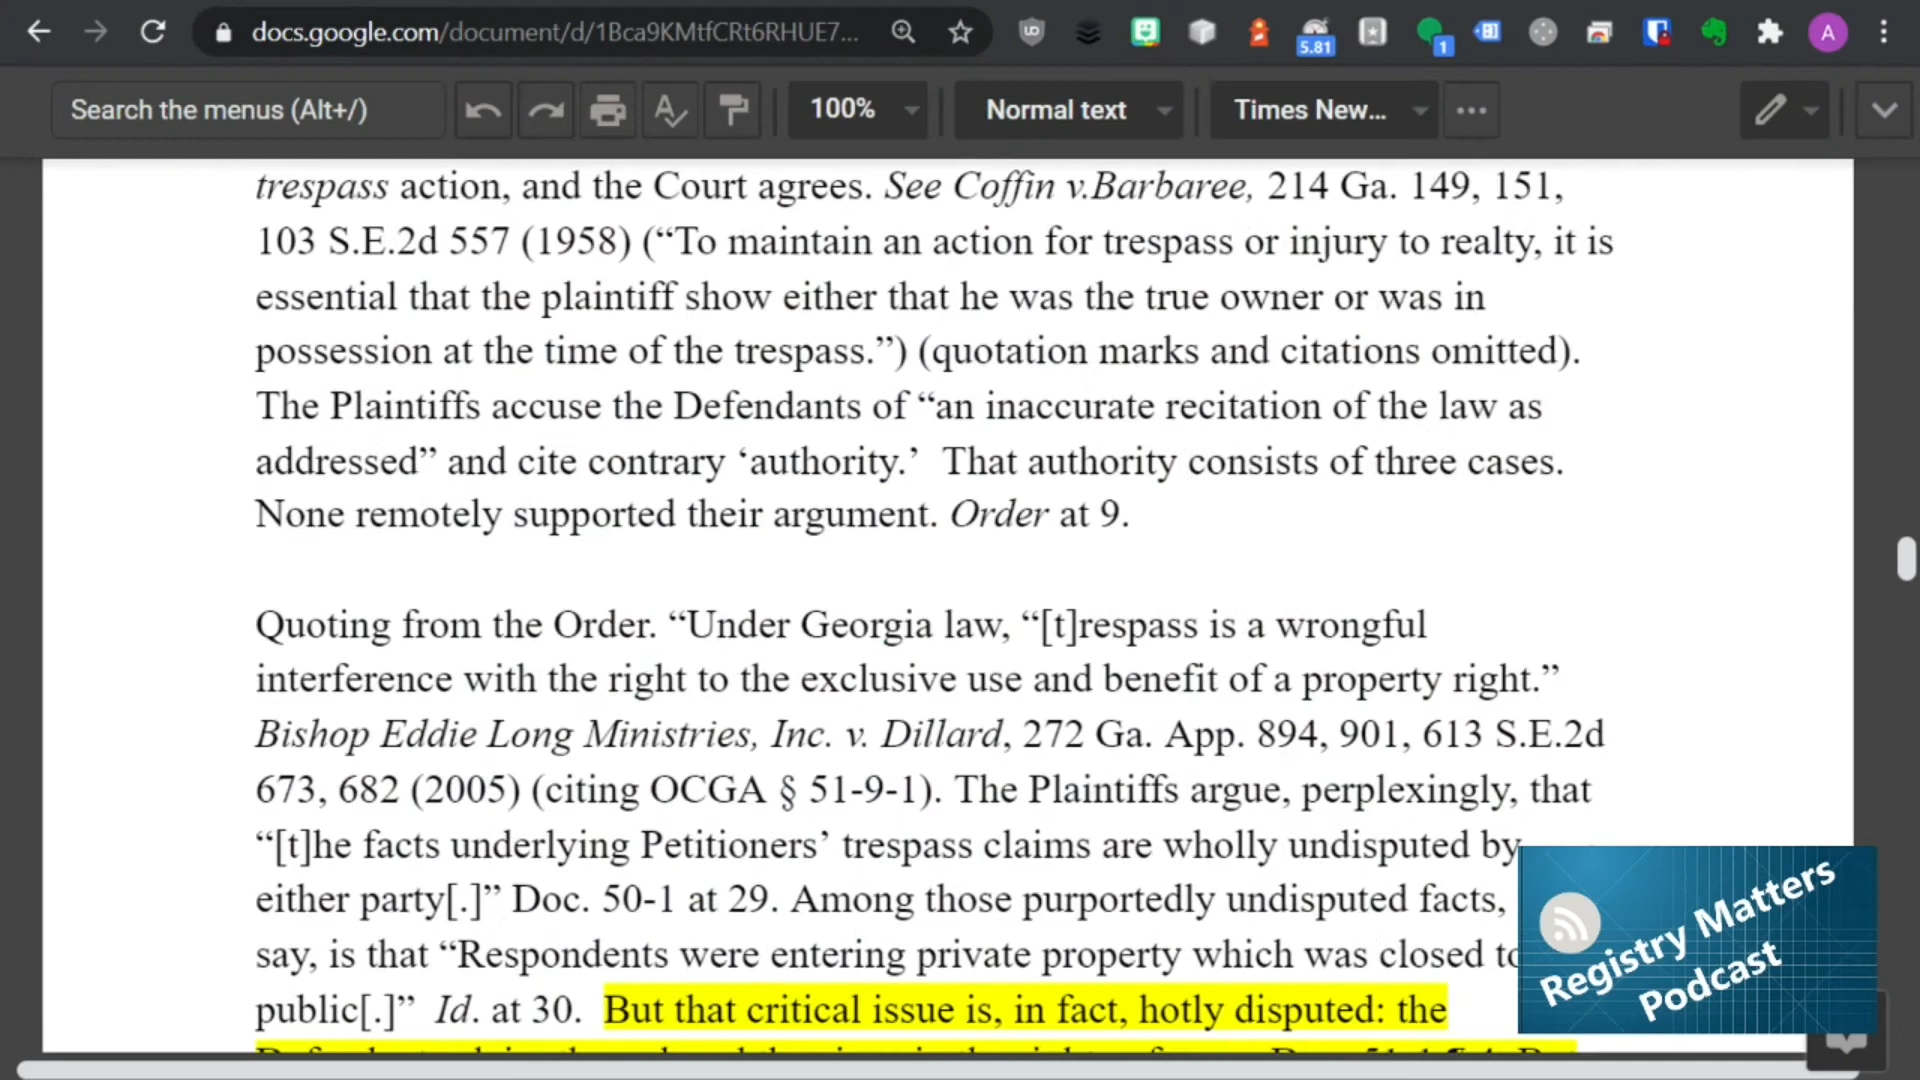 docs.google.com/document/d/1Bca9KMtfCRt6RHUE7...
5.81
1
A
Search the menus (Alt+/)
100%
Normal text
Times New...
trespass action, and the Court agrees. See Coffin v.Barbaree, 214 Ga. 149, 151,
103 S.E.2d 557 (1958) (“To maintain an action for trespass or injury to realty, it is
essential that the plaintiff show either that he was the true owner or was in
possession at the time of the trespass.”) (quotation marks and citations omitted).
The Plaintiffs accuse the Defendants of “an inaccurate recitation of the law as
addressed” and cite contrary ‘authority.’ That authority consists of three cases.
None remotely supported their argument. Order at 9.
Quoting from the Order. “Under Georgia law, “[t]respass is a wrongful
interference with the right to the exclusive use and benefit of a property right.”
Bishop Eddie Long Ministries, Inc. v. Dillard, 272 Ga. App. 894, 901, 613 S.E.2d
673, 682 (2005) (citing OCGA § 51-9-1). The Plaintiffs argue, perplexingly, that
“[t]he facts underlying Petitioners’ trespass claims are wholly undisputed by
either party[.]” Doc. 50-1 at 29. Among those purportedly undisputed facts,
say, is that “Respondents were entering private property which was closed to
public[.]” Id. at 30. But that critical issue is, in fact, hotly disputed: the
Registry Matters
Podcast